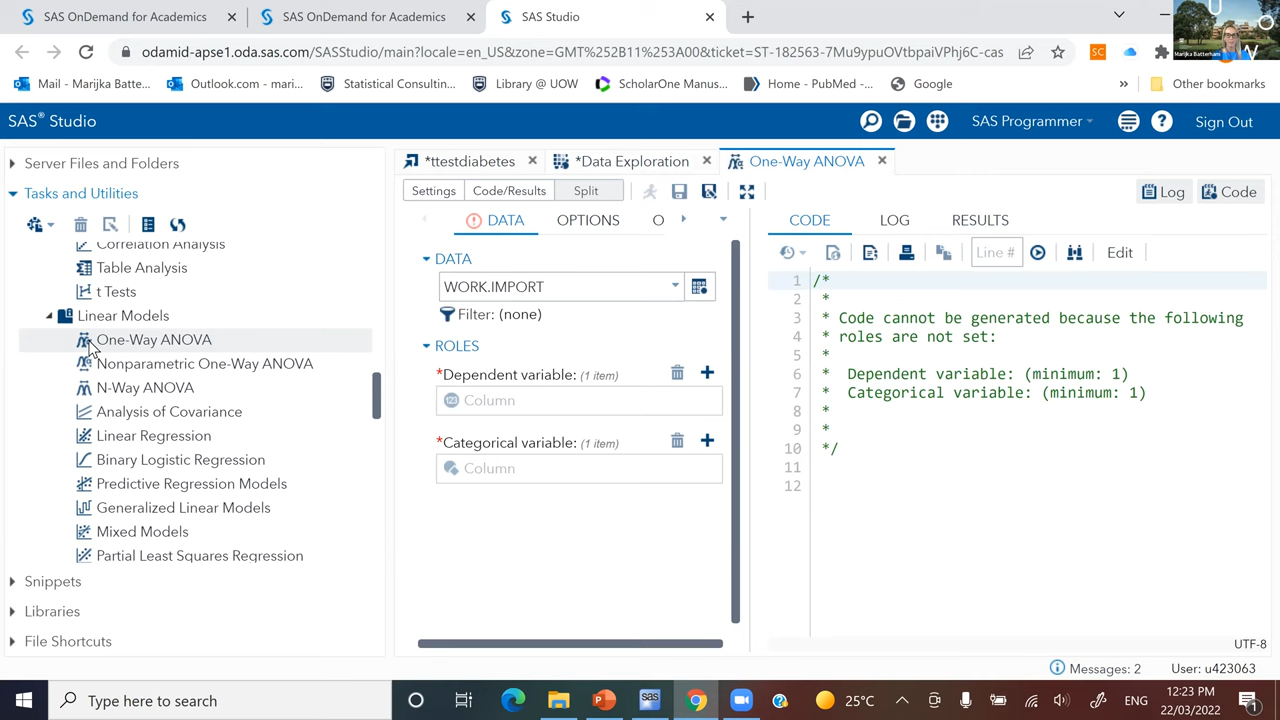 SAS OnDemand for Academics
SAS OnDemand for Academics
SAS Studio
odamid-apse1.oda.sas.com/SASStudio/main?locale=en_US&zone=GMT%252B11%253A00&ticket=ST-182563-7Mu9ypuOVtbpaVPhj6C-cas
SC
Marijka Batterham
Mail - Marijka Batte...
Outlook.com - mari...
Statistical Consultin...
Library @ UOW
ScholarOne Manus...
Home - PubMed -...
Google
»
Other bookmarks
SAS® Studio
SAS Programmer
Sign Out
Server Files and Folders
Tasks and Utilities
Correlation Analysis
Table Analysis
t Tests
Linear Models
One-Way ANOVA
Nonparametric One-Way ANOVA
N-Way ANOVA
Analysis of Covariance
Linear Regression
Binary Logistic Regression
Predictive Regression Models
Generalized Linear Models
Mixed Models
Partial Least Squares Regression
Snippets
Libraries
File Shortcuts
*ttestdiabetes
*Data Exploration
One-Way ANOVA
Settings
Code/Results
Split
Log
Code
DATA
OPTIONS
O
DATA
WORK.IMPORT
Filter: (none)
ROLES
*Dependent variable: (1 item)
Column
*Categorical variable: (1 item)
Column
CODE
LOG
RESULTS
Line #
Edit
1 /*
2 *
3 * Code cannot be generated because the following
4 * roles are not set:
5 *
6 * Dependent variable: (minimum: 1)
7 * Categorical variable: (minimum: 1)
8 *
9 *
10 */
11
12
UTF-8
Messages: 2
User: u423063
Type here to search
25°C
ENG
12:23 PM
22/03/2022